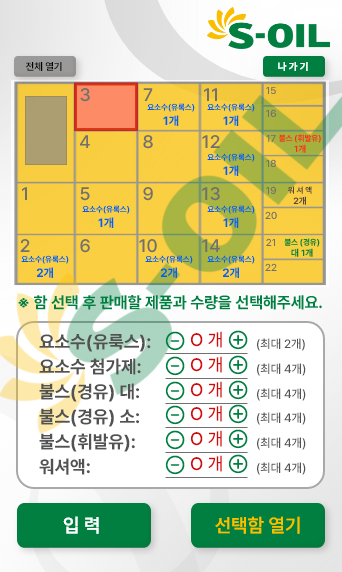 S-OIL
전체 열기
나 가 기
3
7
요소수(유록스)
1개
11
요소수(유록스)
1개
15
16
4
8
12
요소수(유록스)
1개
17 불스 (휘발유)
1개
18
1
5
요소수(유록스)
1개
9
13
요소수(유록스)
1개
19 워 셔 액
2개
20
2
요소수(유록스)
2개
6
10
요소수(유록스)
2개
14
요소수(유록스)
2개
21 불스 (경유)
대 1개
22
※ 함 선택 후 판매할 제품과 수량을 선택해주세요.
요소수(유록스): 0 개 (최대 2개)
요소수 첨가제: 0 개 (최대 4개)
불스(경유) 대: 0 개 (최대 4개)
불스(경유) 소: 0 개 (최대 4개)
불스(휘발유): 0 개 (최대 4개)
워셔액: 0 개 (최대 4개)
입 력
선택함 열기